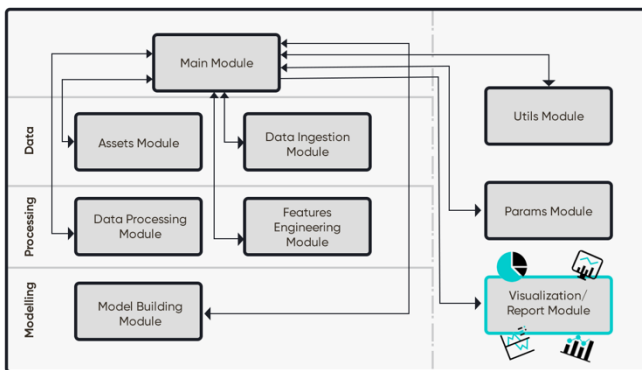 Main Module
Utils Module
Data
Assets Module
Data Ingestion
Module
Processing
Data Processing
Module
Features
Engineering
Module
Params Module
Modelling
Model Building
Module
Visualization/
Report Module